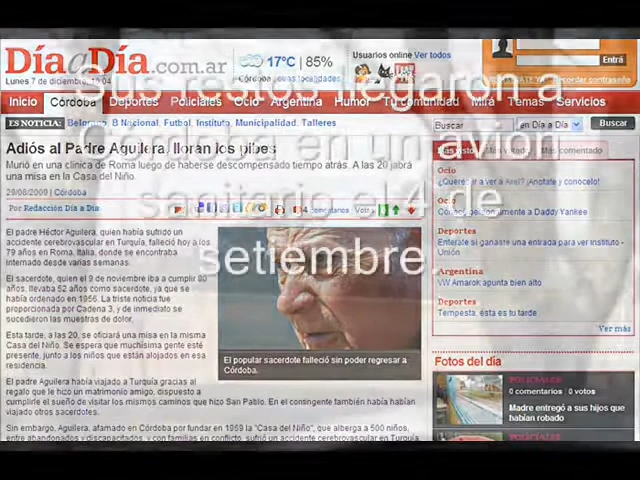 Día a Día.com.ar
Lunes 7 de diciembre,
17°C | 85%
Córdoba
Usuarios online Ver todos
Entrá
Sus restos llegaron a
Córdoba en un avión
sanitario el 4 de
setiembre.
Inicio Córdoba Deportes Policiales Ocio Argentina Humor Tu comunidad Mirá Temas Servicios
ES NOTICIA: Belgrano, B Nacional, Futbol, Instituto, Municipalidad, Talleres
Buscar en Día a Día Buscar
Adiós al Padre Aguilera, lloran los pibes
Murió en una clínica de Roma luego de haberse descompensado tiempo atrás. A las 20 habrá
una misa en la Casa del Niño.
29/08/2009 | Córdoba
Por Redacción Día a Día
El padre Héctor Aguilera, quien había sufrido un
accidente cerebrovascular en Turquía, falleció hoy a los
79 años en Roma, Italia, donde se encontraba
internado desde varias semanas.
El sacerdote, quien el 9 de noviembre iba a cumplir 80
años, llevaba 52 años como sacerdote, ya que se
había ordenado en 1956. La triste noticia fue
proporcionada por Cadena 3, y de inmediato se
sucedieron las muestras de dolor,
Esta tarde, a las 20, se oficiará una misa en la misma
Casa del Niño. Se espera que muchísima gente esté
presente, junto a los niños que están alojados en esa
residencia.
El padre Aguilera había viajado a Turquía gracias al
regalo que le hizo un matrimonio amigo, dispuesto a
cumplirle el sueño de visitar los mismos caminos que hizo San Pablo. En el contingente también había habían
viajado otros sacerdotes.
Sin embargo, Aguilera, afamado en Córdoba por fundar en 1969 la "Casa del Niño", que alberga a 500 niños,
entre abandonados y discapacitados, y con familias en conflicto, sufrió un accidente cerebrovascular en Turquía,
El popular sacerdote falleció sin poder regresar a
Córdoba.
Ocio
¿Querés ir a ver a Axel? ¡Anotate y conocelo!
Ocio
Conocé personalmente a Daddy Yankee
Deportes
Enterate si ganaste una entrada para ver Instituto -
Unión
Argentina
VW Amarok apunta bien alto
Deportes
Tempesta, ésta es tu tarde
Ver más
Fotos del día
POLICIALES
0 comentarios | 0 votos
Madre entregó a sus hijos que
habían robado